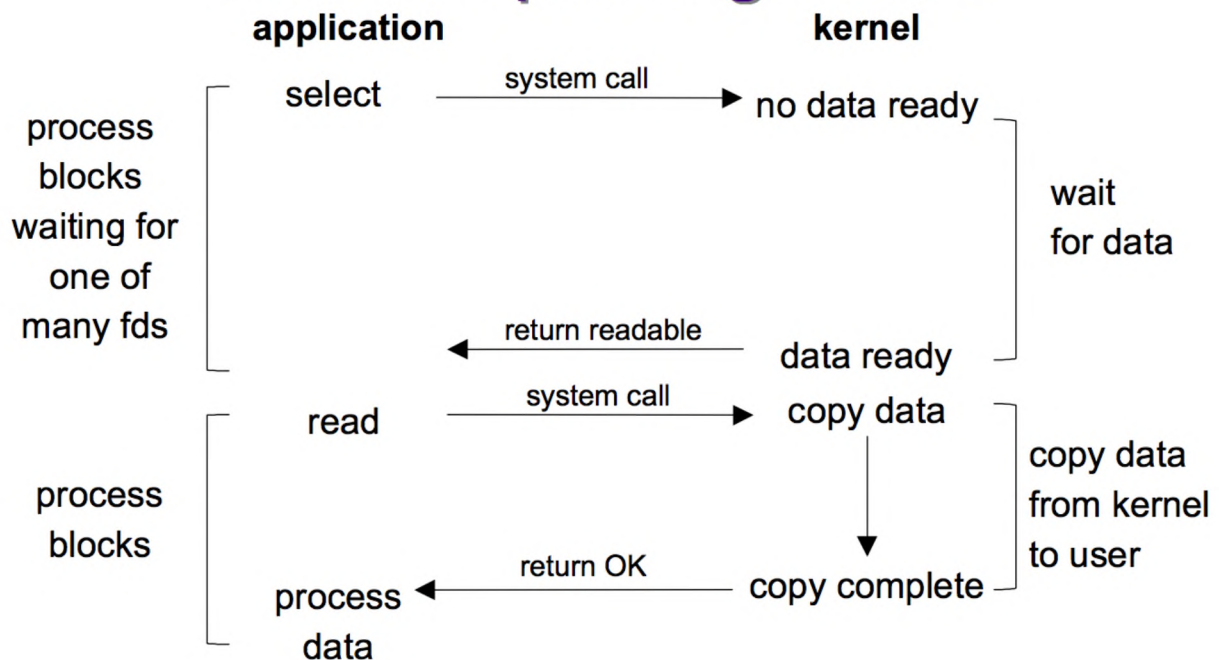 application
kernel
select
system call
no data ready
process
blocks
waiting for
one of
many fds
wait
for data
return readable
data ready
system call
read
copy data
process
blocks
copy data
from kernel
to user
return OK
copy complete
process
data